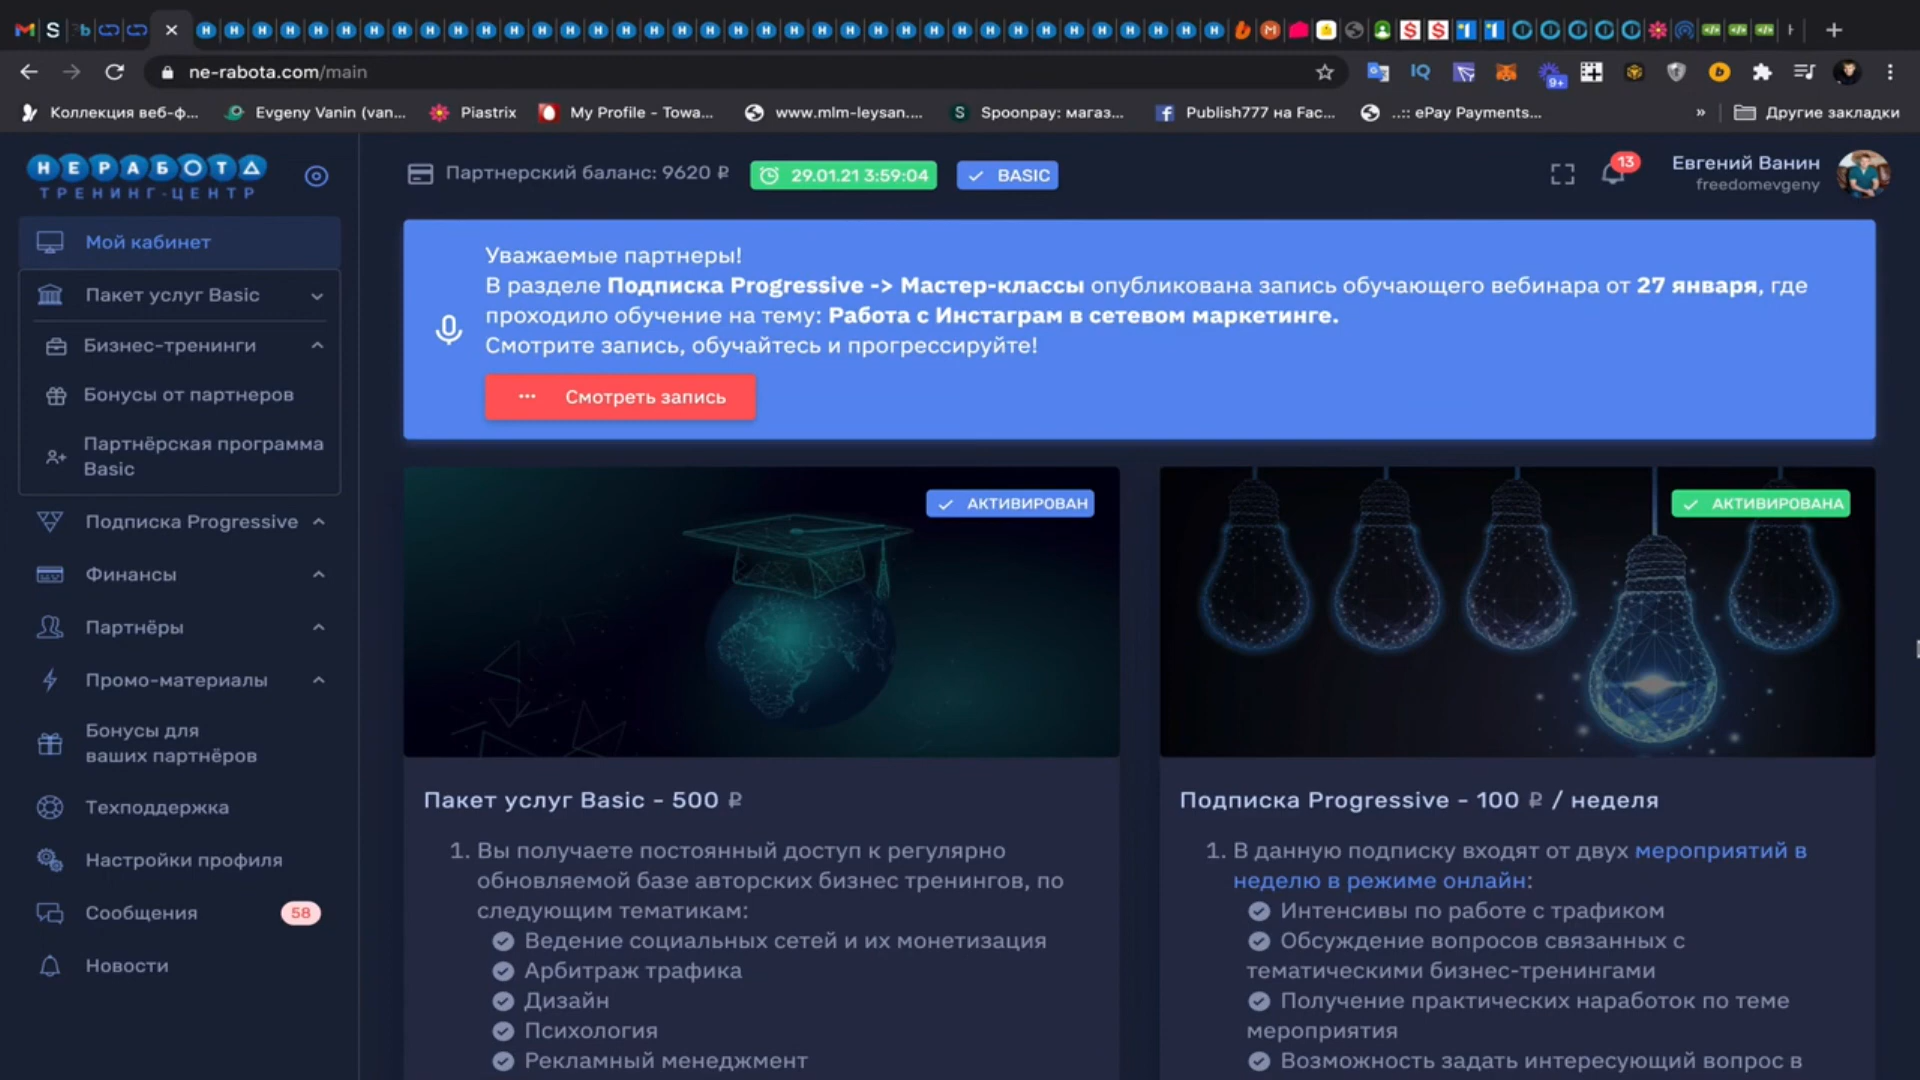 ne-rabota.com/main
Коллекция веб-ф...
Evgeny Vanin (van...
Piastrix
My Profile - Towa...
www.mlm-leysan....
Spoonpay: магаз...
Publish777 на Fac...
..:: ePay Payments...
»
Другие закладки
НЕРАБОТА
ТРЕНИНГ-ЦЕНТР
Партнерский баланс: 9620 ₽
29.01.21 3:59:04
BASIC
13
Евгений Ванин
freedomevgeny
Мой кабинет
Пакет услуг Basic
Бизнес-тренинги
Бонусы от партнеров
Партнёрская программа
Basic
Подписка Progressive
Финансы
Партнёры
Промо-материалы
Бонусы для
ваших партнёров
Техподдержка
Настройки профиля
Сообщения
58
Новости
Уважаемые партнеры!
В разделе Подписка Progressive -> Мастер-классы опубликована запись обучающего вебинара от 27 января, где
проходило обучение на тему: Работа с Инстаграм в сетевом маркетинге.
Смотрите запись, обучайтесь и прогрессируйте!
Смотреть запись
АКТИВИРОВАН
Пакет услуг Basic - 500 ₽
1. Вы получаете постоянный доступ к регулярно
обновляемой базе авторских бизнес тренингов, по
следующим тематикам:
Ведение социальных сетей и их монетизация
Арбитраж трафика
Дизайн
Психология
Рекламный менеджмент
АКТИВИРОВАНА
Подписка Progressive - 100 ₽ / неделя
1. В данную подписку входят от двух мероприятий в
неделю в режиме онлайн:
Интенсивы по работе с трафиком
Обсуждение вопросов связанных с
тематическими бизнес-тренингами
Получение практических наработок по теме
мероприятия
Возможность задать интересующий вопрос в